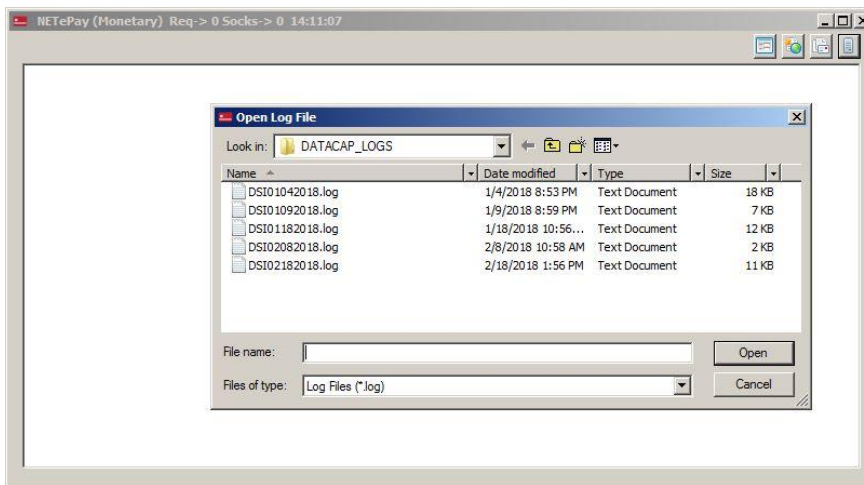 NETePay (Monetary) Req-> 0 Socks-> 0 14:11:07
Open Log File
Look in: DATACAP_LOGS
Name Date modified Type Size
DSI01042018.log 1/4/2018 8:53 PM Text Document 18 KB
DSI01092018.log 1/9/2018 8:59 PM Text Document 7 KB
DSI01182018.log 1/18/2018 10:56... Text Document 12 KB
DSI02082018.log 2/8/2018 10:58 AM Text Document 2 KB
DSI02182018.log 2/18/2018 1:56 PM Text Document 11 KB
File name: Open
Files of type: Log Files (*.log) Cancel